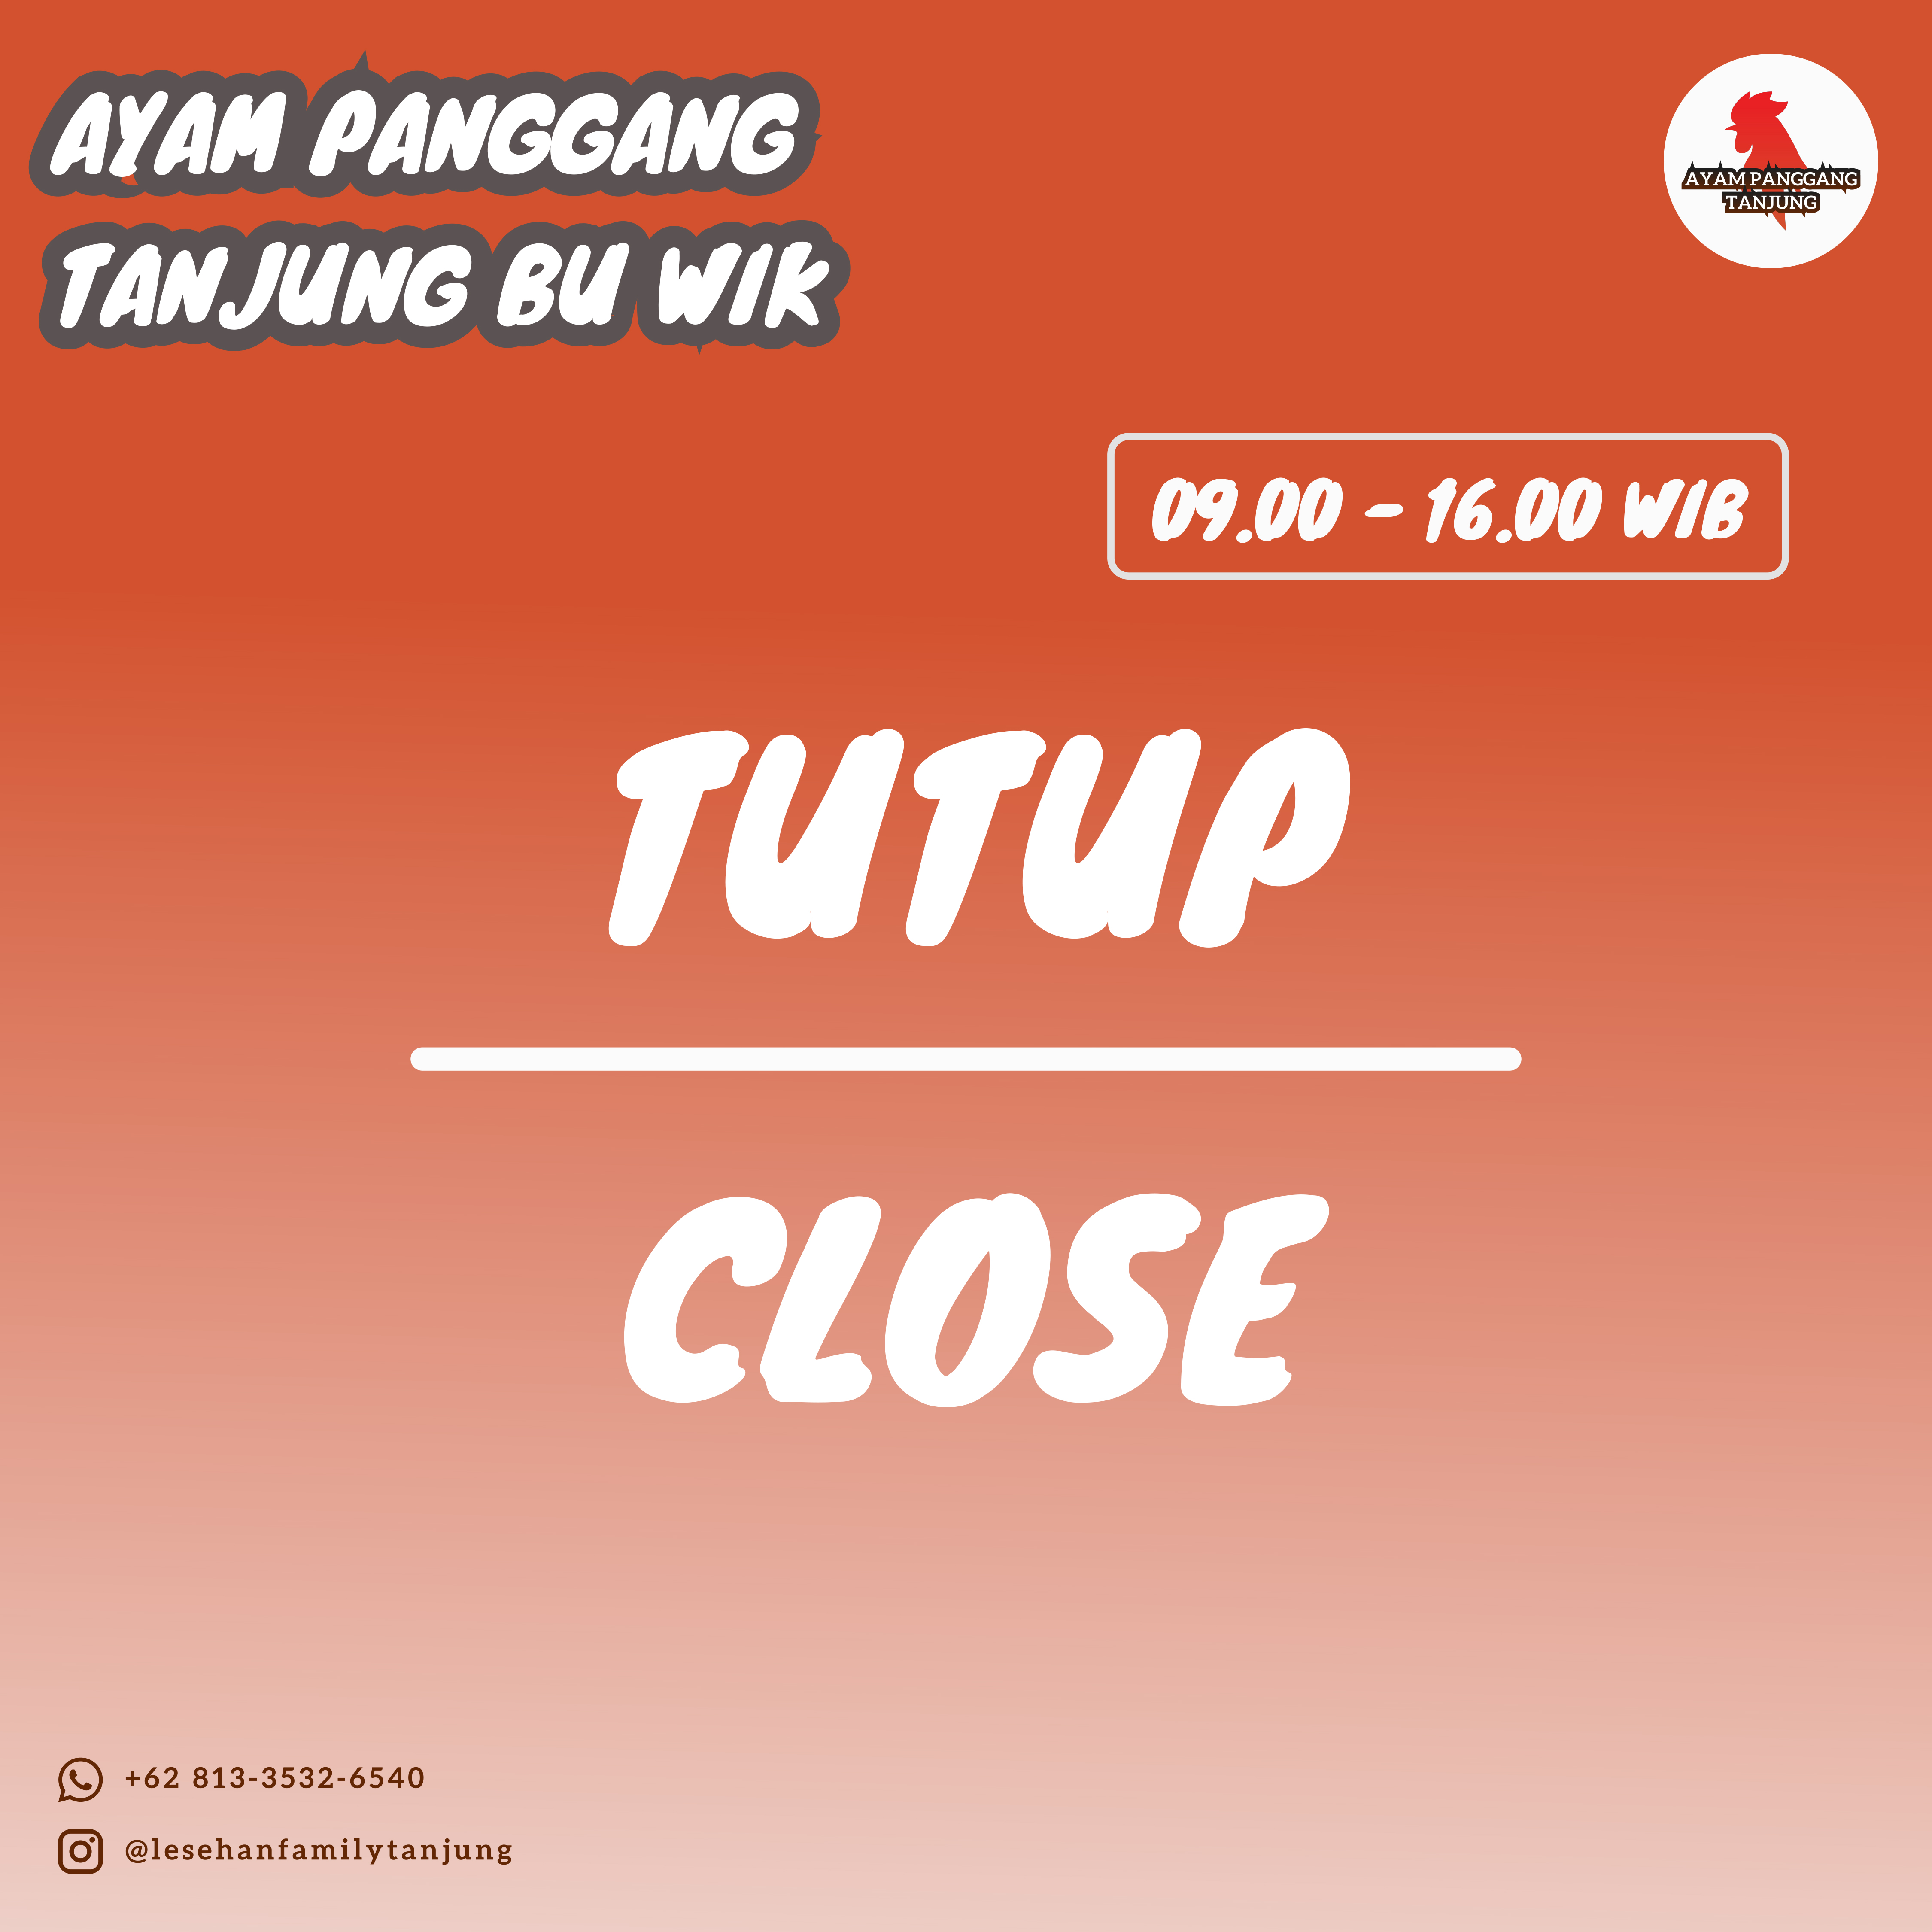 AYAM PANGGANG
TANJUNG BU WIK
AYAM PANGGANG
TANJUNG
09.00 - 16.00 WIB
TUTUP
CLOSE
+62 813-3532-6540
@lesehanfamilytanjung